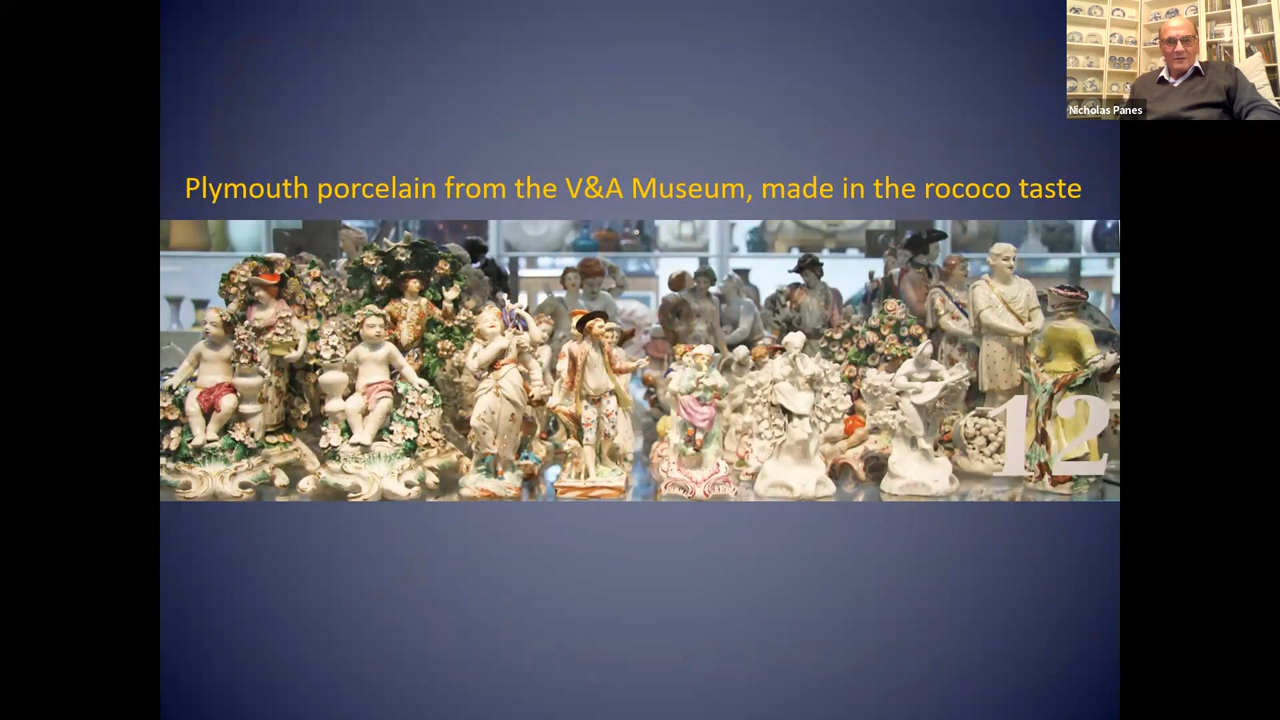 Nicholas Panes
Plymouth porcelain from the V&A Museum, made in the rococo taste
12